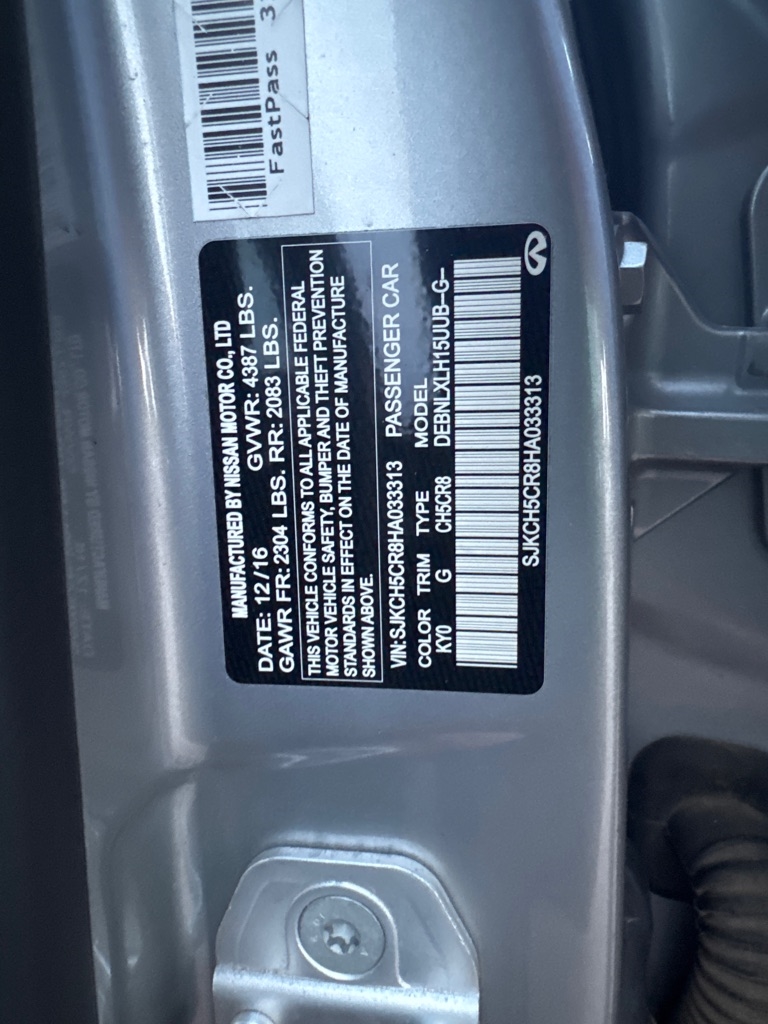 FastPass
MANUFACTURED BY NISSAN MOTOR CO., LTD
DATE: 12/16 GVWR: 4387 LBS.
GAWR FR: 2304 LBS. RR: 2083 LBS.
THIS VEHICLE CONFORMS TO ALL APPLICABLE FEDERAL
MOTOR VEHICLE SAFETY, BUMPER AND THEFT PREVENTION
STANDARDS IN EFFECT ON THE DATE OF MANUFACTURE
SHOWN ABOVE.
VIN:SJKCH5CR8HA033313 PASSENGER CAR
COLOR TRIM TYPE MODEL
KY0 G CH5CR8 DEBNLXLH15UUB–G–
SJKCH5CR8HA033313